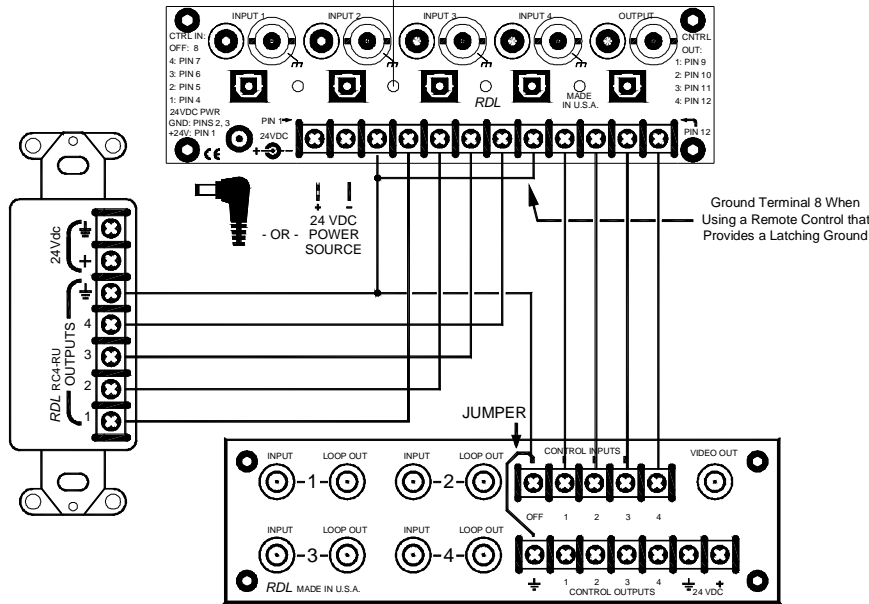 INPUT 1 INPUT 2 INPUT 3 INPUT 4 OUTPUT
CTRL IN:
OFF: 8
4: PIN 7
3: PIN 6
2: PIN 5
1: PIN 4
24VDC PWR
GND: PINS 2, 3
+24V: PIN 1
CNTRL
OUT:
1: PIN 9
2: PIN 10
3: PIN 11
4: PIN 12
RDL
MADE
IN U.S.A.
PIN 1
PIN 12
CE
24VDC
+ -
+ -
- OR -
24 VDC
POWER
SOURCE
Ground Terminal 8 When
Using a Remote Control that
Provides a Latching Ground
24Vdc
+
4
3
2
1
OUTPUTS
RDL RC4-RU
JUMPER
INPUT LOOP OUT INPUT LOOP OUT CONTROL INPUTS VIDEO OUT
-1- -2-
OFF 1 2 3 4
INPUT LOOP OUT INPUT LOOP OUT
-3- -4-
1 2 3 4 24 VDC +
CONTROL OUTPUTS
RDL MADE IN U.S.A.